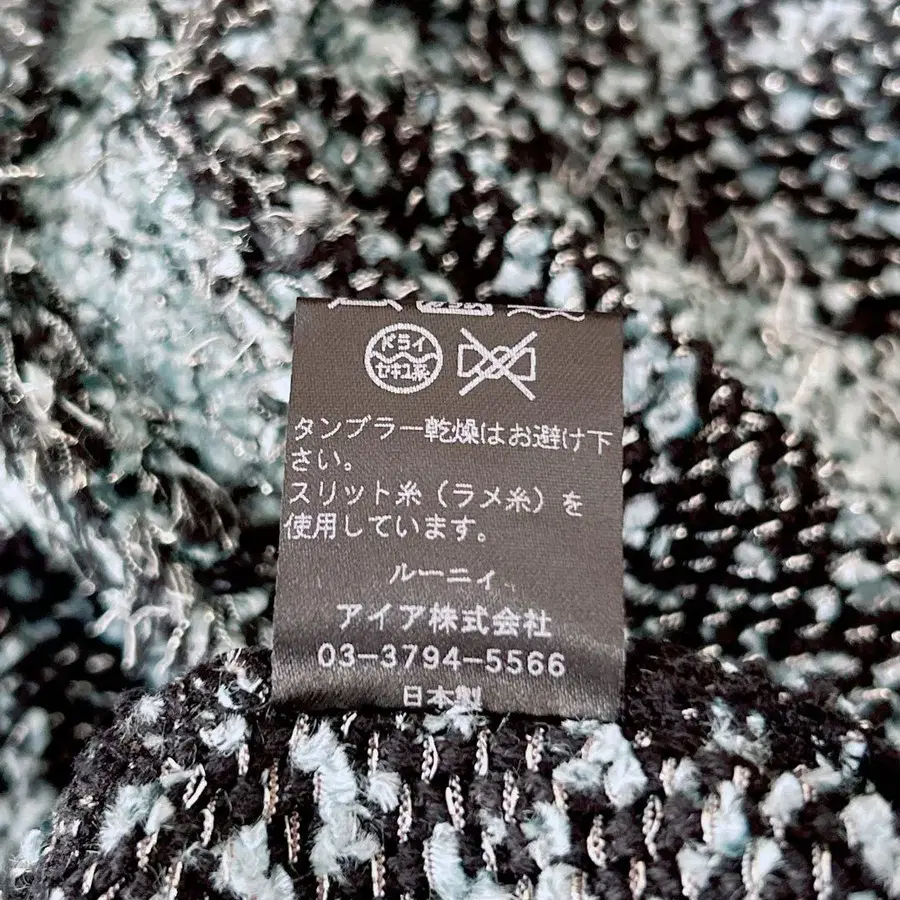 ドライ
セキユ系
タンブラー乾燥はお避け下
さい。
スリット糸（ラメ糸）を
使用しています。
ルーニィ
アイア株式会社
03-3794-5566
日本製